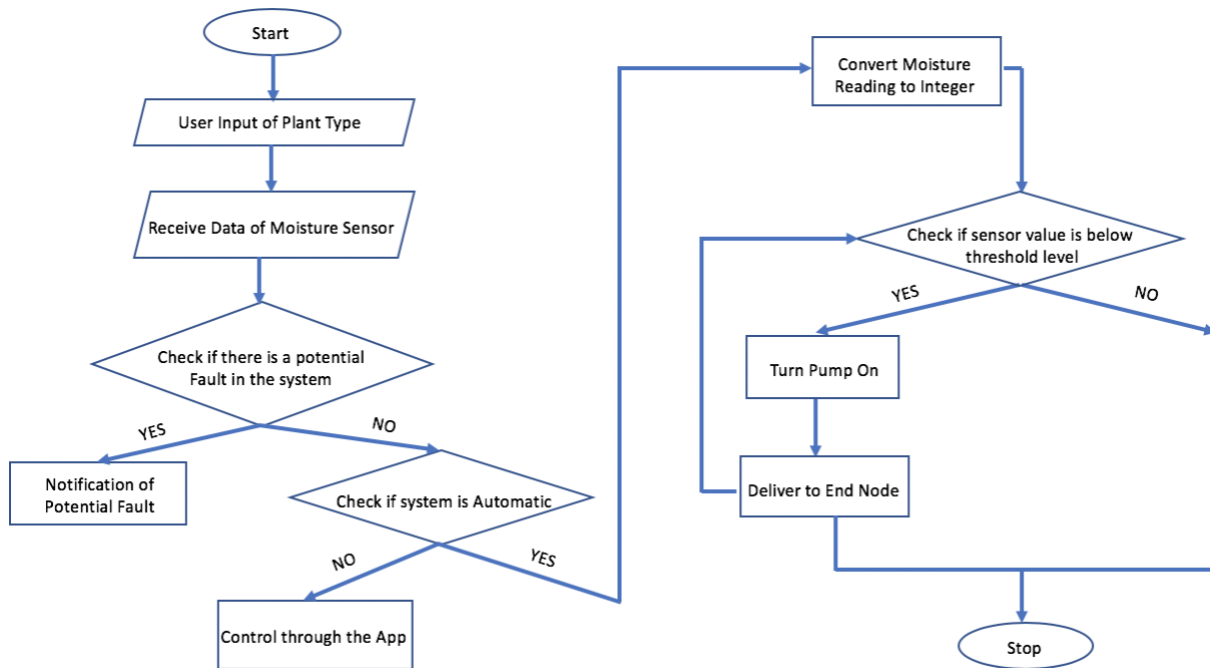 Start
User Input of Plant Type
Receive Data of Moisture Sensor
Check if there is a potential
Fault in the system
YES
NO
Notification of
Potential Fault
Check if system is Automatic
NO
YES
Control through the App
Convert Moisture
Reading to Integer
Check if sensor value is below
threshold level
YES
NO
Turn Pump On
Deliver to End Node
Stop